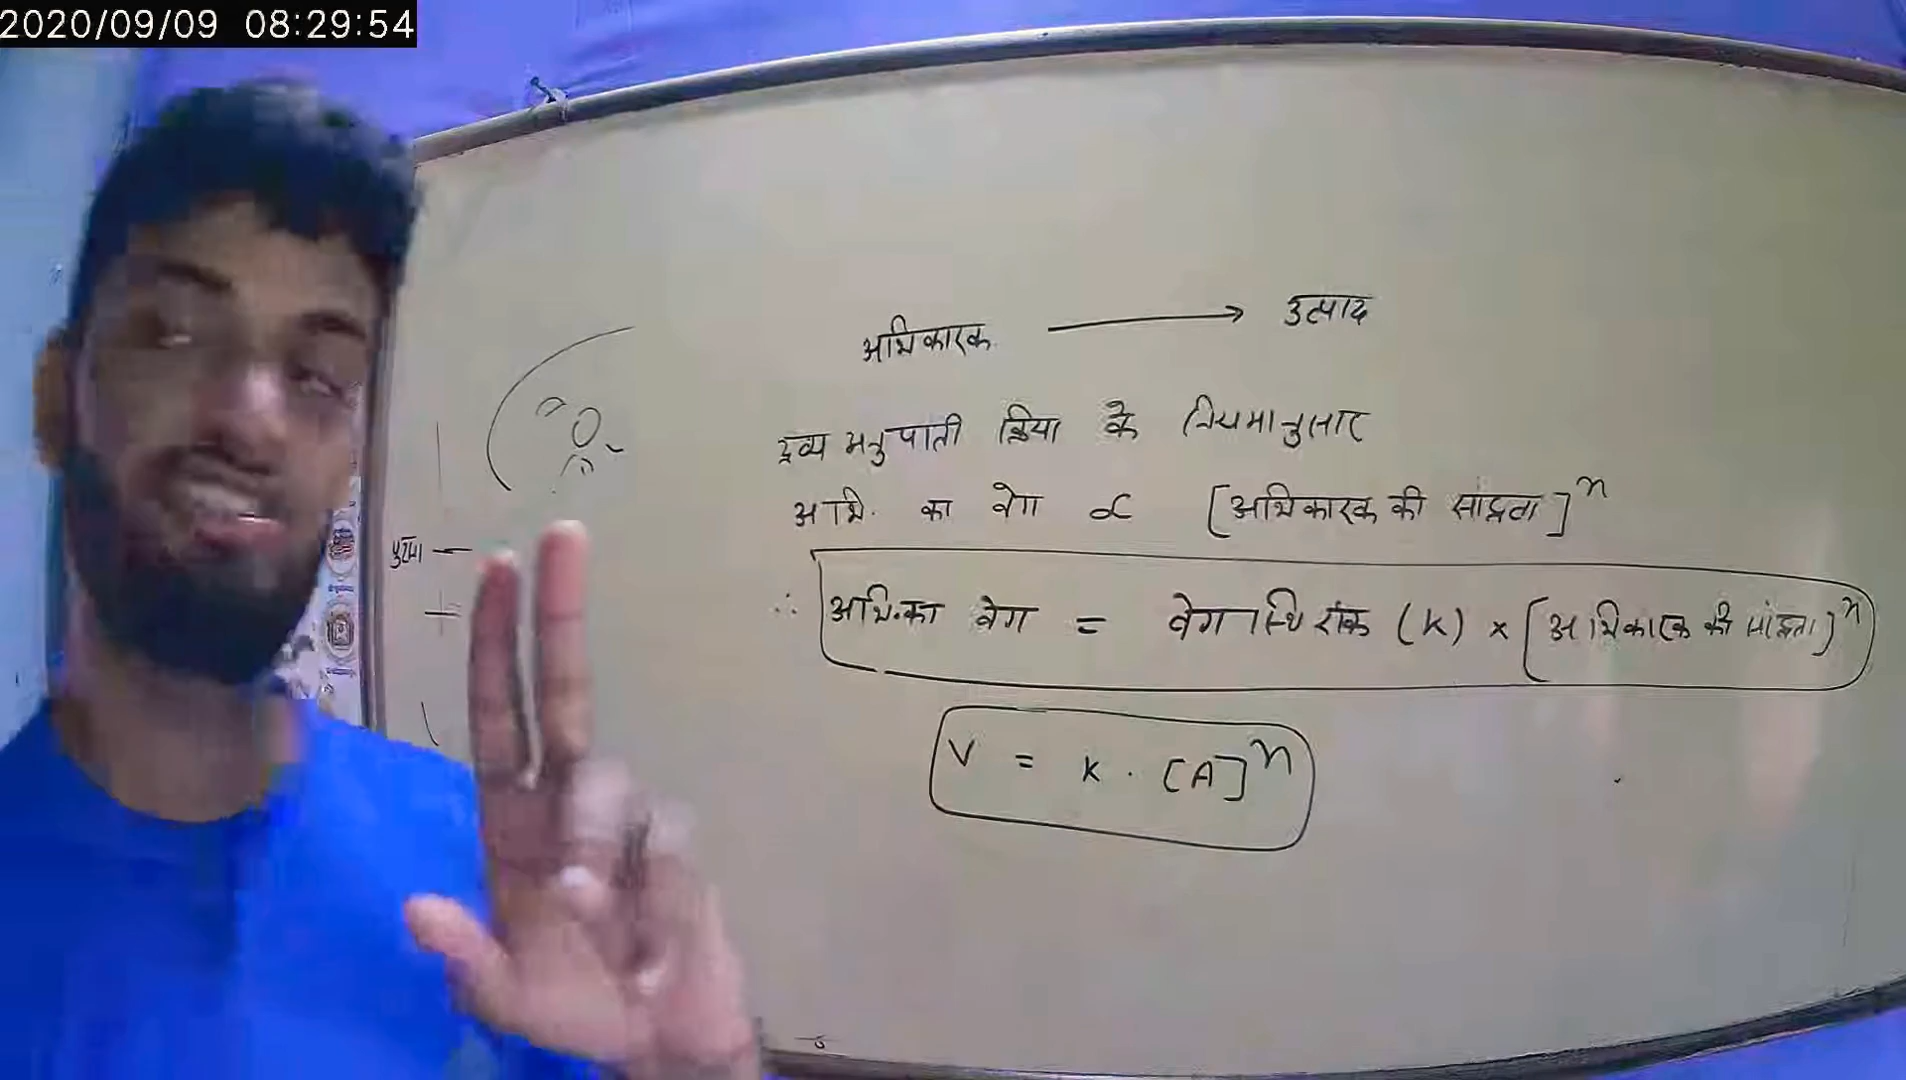 2020/09/09 08:29:54
अभिकारक → उत्पाद
द्रव्य अनुपाती क्रिया के नियमानुसार
अभि. का वेग ∝ [अभिकारक की सांद्रता]ⁿ
∴ अभि.का वेग = वेग स्थिरांक (k) × [अभिकारक की सांद्रता]ⁿ
V = K . [A]ⁿ